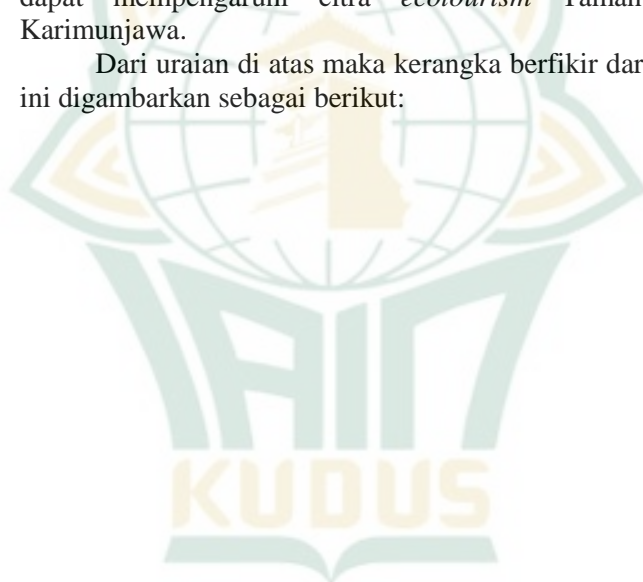 dapat mempengaruhi citra ecotourism Taman
Karimunjawa.
Dari uraian di atas maka kerangka berfikir dar
ini digambarkan sebagai berikut:
IAIN
KUDUS